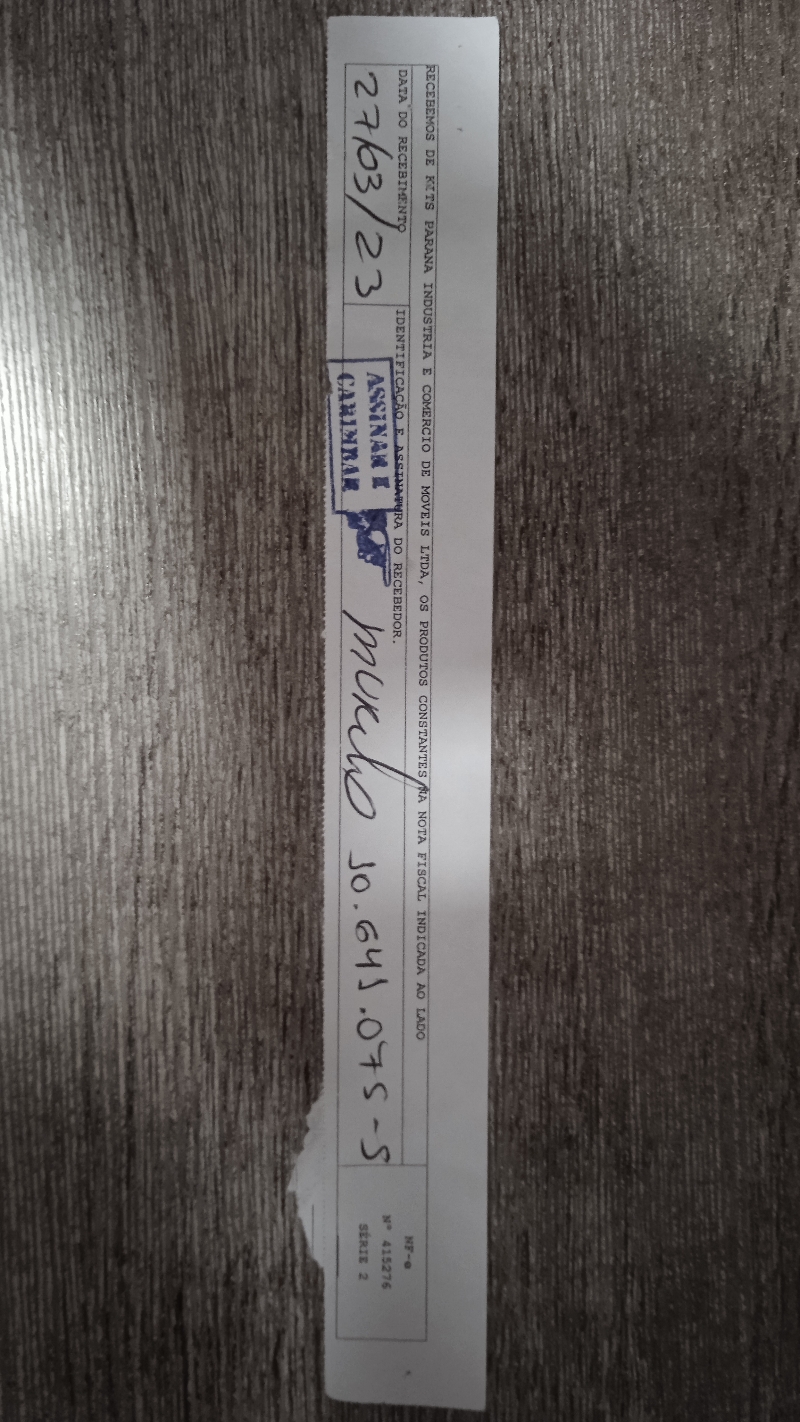 RECEBEMOS DE KITS PARANA INDUSTRIA E COMERCIO DE MOVEIS LTDA, OS PRODUTOS CONSTANTES NA NOTA FISCAL INDICADA AO LADO
DATA DO RECEBIMENTO
27/03/23
IDENTIFICAÇÃO E ASSINATURA DO RECEBEDOR.
ASSINAR E
CARIMBAR
Murilo 10.641.075-5
NF-e
Nº 415276
SÉRIE 2